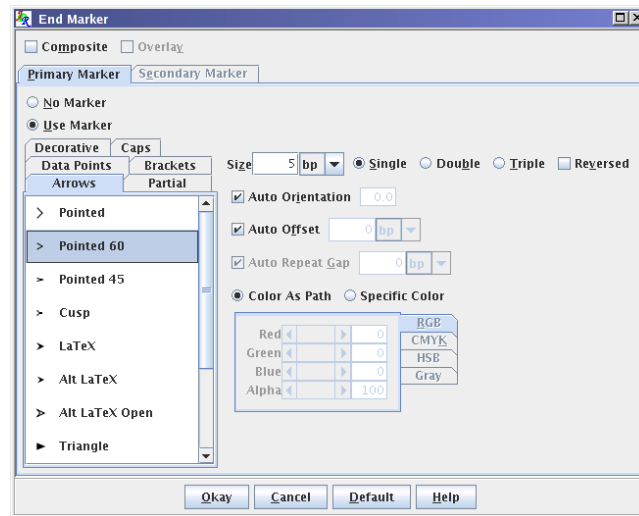 End Marker
Composite Overlay
Primary Marker Secondary Marker
No Marker
Use Marker
Decorative Caps
Data Points Brackets
Arrows Partial
Pointed
Pointed 60
Pointed 45
Cusp
LaTeX
Alt LaTeX
Alt LaTeX Open
Triangle
Size 5 bp Single Double Triple Reversed
Auto Orientation 0.0
Auto Offset 0 bp
Auto Repeat Gap 0 bp
Color As Path Specific Color
Red 0
Green 0
Blue 0
Alpha 100
RGB
CMYK
HSB
Gray
Okay Cancel Default Help